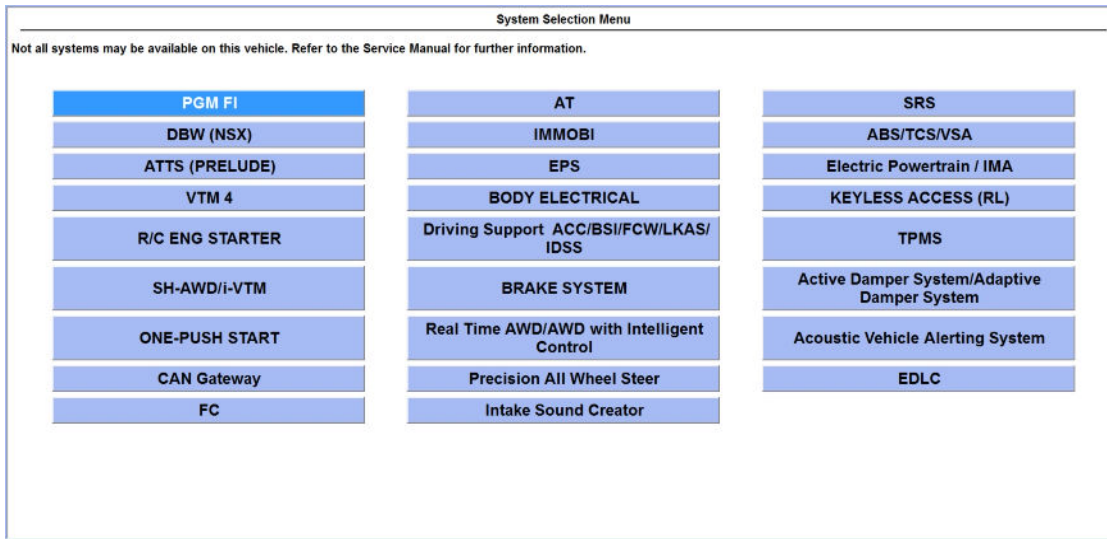 System Selection Menu
Not all systems may be available on this vehicle. Refer to the Service Manual for further information.
PGM FI
AT
SRS
DBW (NSX)
IMMOBI
ABS/TCS/VSA
ATTS (PRELUDE)
EPS
Electric Powertrain / IMA
VTM 4
BODY ELECTRICAL
KEYLESS ACCESS (RL)
R/C ENG STARTER
Driving Support ACC/BSI/FCW/LKAS/
IDSS
TPMS
SH-AWD/i-VTM
BRAKE SYSTEM
Active Damper System/Adaptive
Damper System
ONE-PUSH START
Real Time AWD/AWD with Intelligent
Control
Acoustic Vehicle Alerting System
CAN Gateway
Precision All Wheel Steer
EDLC
FC
Intake Sound Creator